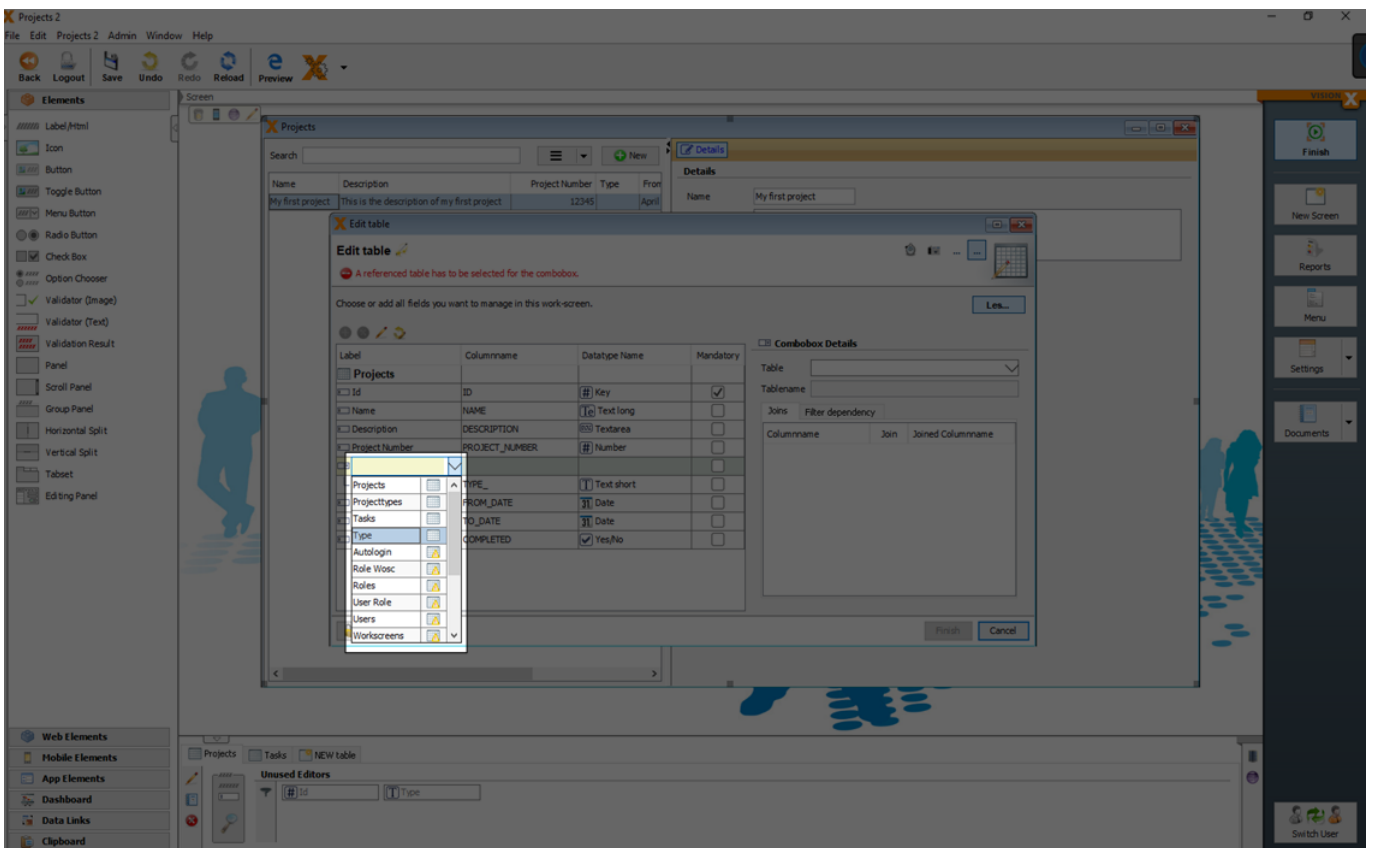 Projects 2
File Edit Projects 2 Admin Window Help
Back Logout Save Undo Redo Reload Preview
Elements
Label/Html
Icon
Button
Toggle Button
Menu Button
Radio Button
Check Box
Option Chooser
Validator (Image)
Validator (Text)
Validation Result
Panel
Scroll Panel
Group Panel
Horizontal Split
Vertical Split
Tabset
Editing Panel
Web Elements
Mobile Elements
App Elements
Dashboard
Data Links
Clipboard
Screen
Projects
Search
New
Name Description Project Number Type From
My first project This is the description of my first project 12345 April
Details
Details
Name My first project
Edit table
Edit table
A referenced table has to be selected for the combobox.
Choose or add all fields you want to manage in this work-screen.
Les...
Label Columnname Datatype Name Mandatory
Projects
Id ID # Key
Name NAME Te Text long
Description DESCRIPTION Textarea
Project Number PROJECT_NUMBER # Number
TYPE_ T Text short
FROM_DATE 31 Date
TO_DATE 31 Date
COMPLETED Yes/No
Projects
Projecttypes
Tasks
Type
Autologin
Role Wosc
Roles
User Role
Users
Workscreens
Combobox Details
Table
Tablename
Joins Filter dependency
Columnname Join Joined Columnname
Finish Cancel
Projects Tasks NEW table
Unused Editors
# Id T Type
VISION X
Finish
New Screen
Reports
Menu
Settings
Documents
Switch User